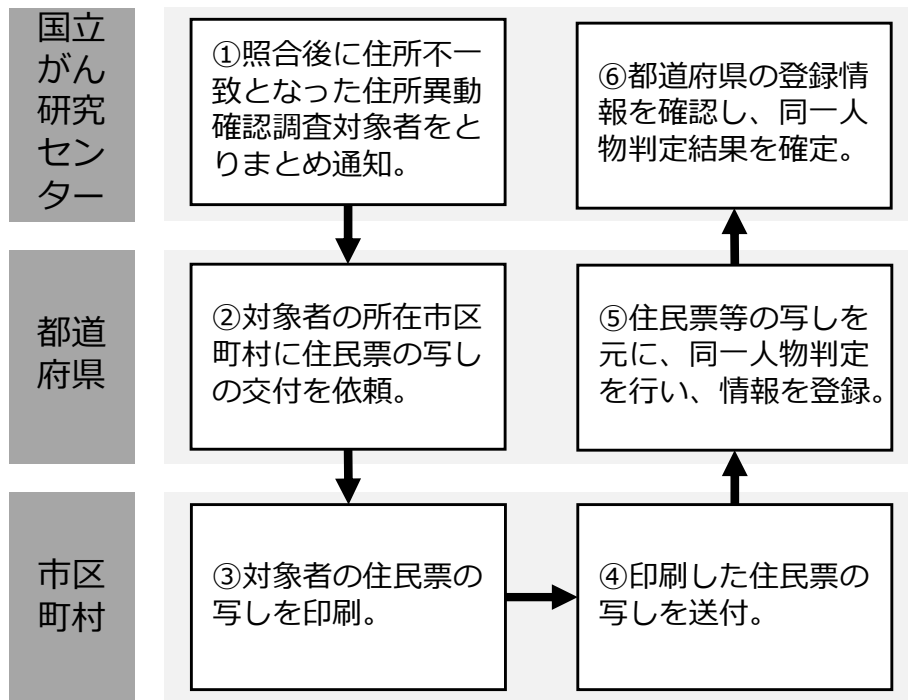 国立
がん
研究
セン
ター
①照合後に住所不一
致となった住所異動
確認調査対象者をと
りまとめ通知。
⑥都道府県の登録情
報を確認し、同一人
物判定結果を確定。
都道
府県
②対象者の所在市区
町村に住民票の写し
の交付を依頼。
⑤住民票等の写しを
元に、同一人物判定
を行い、情報を登録。
市区
町村
③対象者の住民票の
写しを印刷。
④印刷した住民票の
写しを送付。